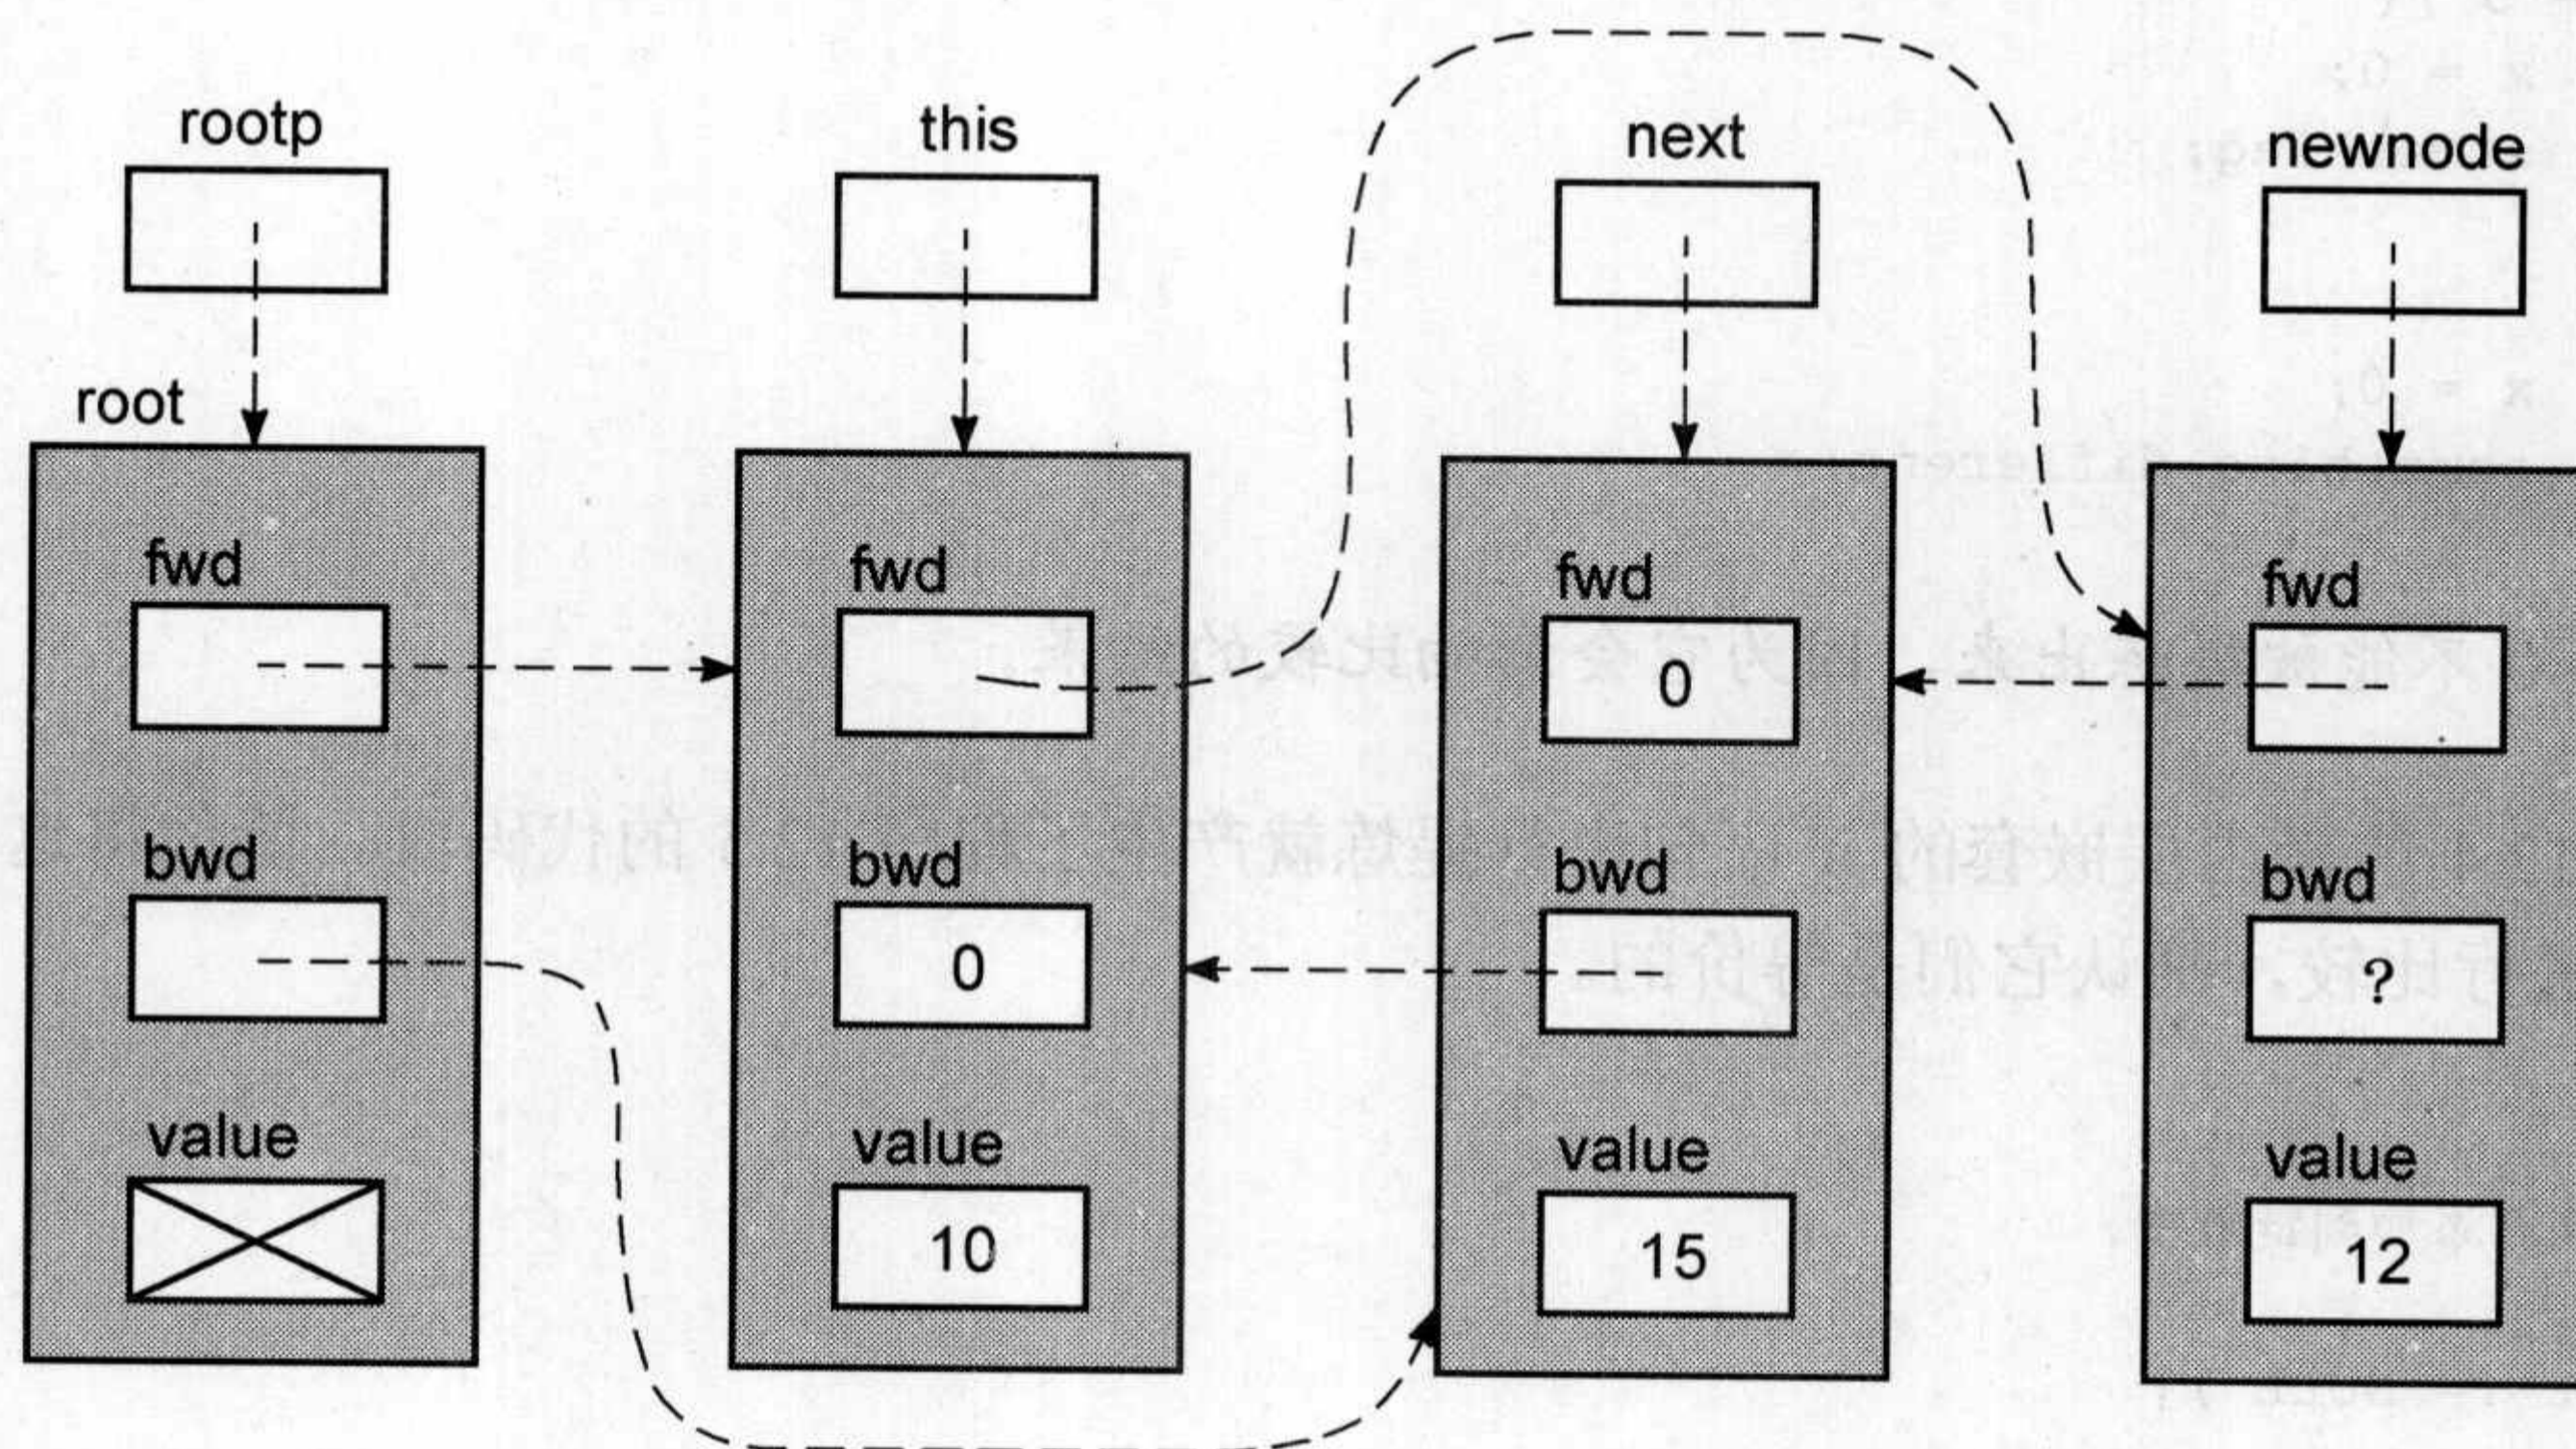 rootp
this
next
newnode
root
fwd
fwd
fwd
0
fwd
bwd
bwd
0
bwd
bwd
?
value
value
10
value
15
value
12